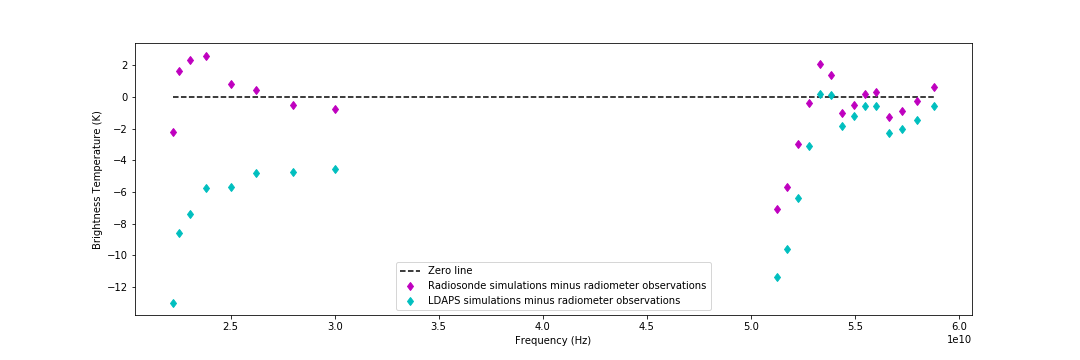 2
0
−2
−4
−6
−8
−10
−12
Brightness Temperature (K)
Zero line
Radiosonde simulations minus radiometer observations
LDAPS simulations minus radiometer observations
2.5 3.0 3.5 4.0 4.5 5.0 5.5 6.0
1e10
Frequency (Hz)